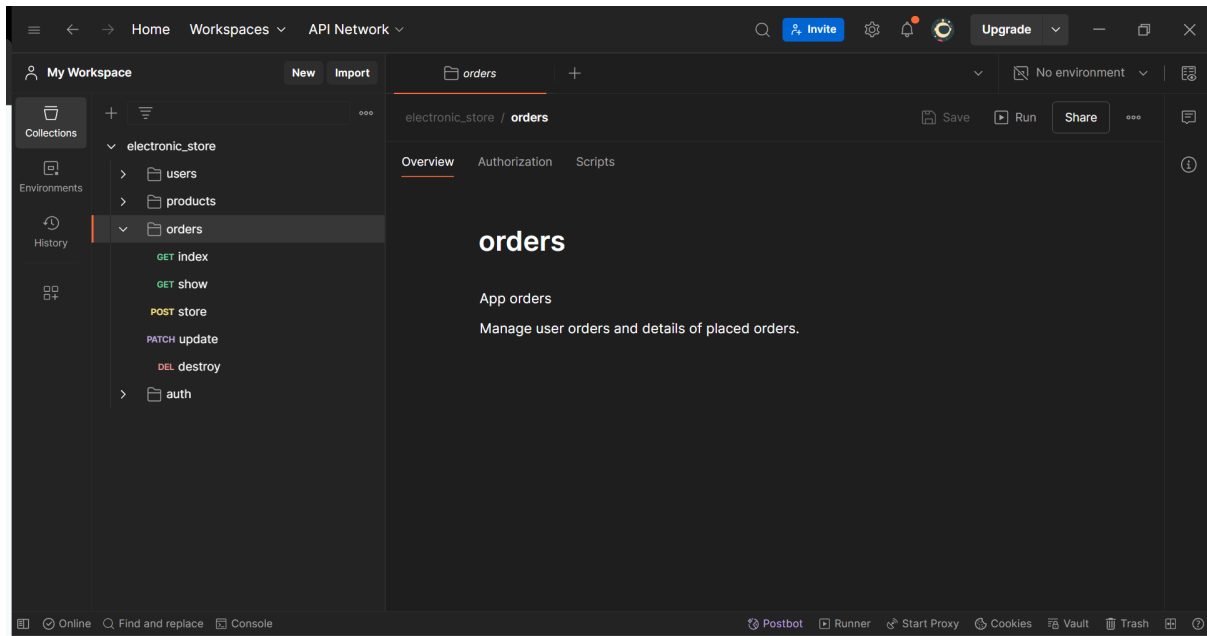 Home Workspaces API Network Invite Upgrade
My Workspace New Import orders No environment
Collections
Environments
History
electronic_store
users
products
orders
GET index
GET show
POST store
PATCH update
DEL destroy
auth
electronic_store / orders Save Run Share
Overview Authorization Scripts
orders
App orders
Manage user orders and details of placed orders.
Online Find and replace Console Postbot Runner Start Proxy Cookies Vault Trash